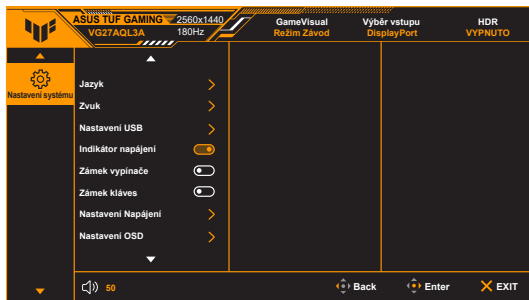 ASUS TUF GAMING 2560x1440
VG27AQL3A 180Hz
GameVisual
Režim Závod
Výběr vstupu
DisplayPort
HDR
VYPNUTO
Nastavení systému
Jazyk
Zvuk
Nastavení USB
Indikátor napájení
Zámek vypínače
Zámek kláves
Nastavení Napájení
Nastavení OSD
50
Back
Enter
EXIT